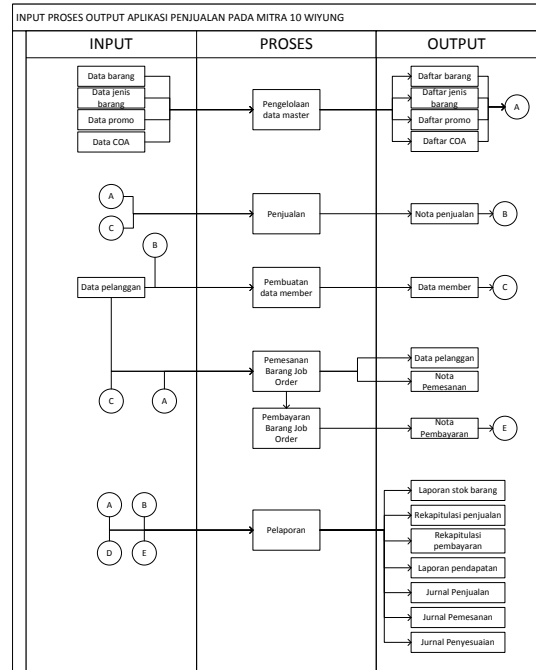 INPUT PROSES OUTPUT APLIKASI PENJUALAN PADA MITRA 10 WIYUNG
INPUT
PROSES
OUTPUT
Data barang
Data jenis
barang
Data promo
Data COA
Pengelolaan
data master
Daftar barang
Daftar jenis
barang
Daftar promo
Daftar COA
A
A
C
Penjualan
Nota penjualan
B
B
Data pelanggan
Pembuatan
data member
Data member
C
C
A
Pemesanan
Barang Job
Order
Data pelanggan
Nota
Pemesanan
Pembayaran
Barang Job
Order
Nota
Pembayaran
E
A
B
D
E
Pelaporan
Laporan stok barang
Rekapitulasi penjualan
Rekapitulasi
pembayaran
Laporan pendapatan
Jurnal Penjualan
Jurnal Pemesanan
Jurnal Penyesuaian